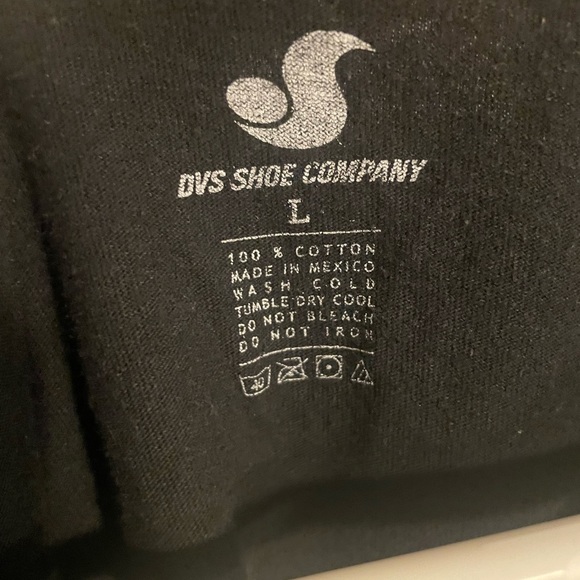 DVS SHOE COMPANY
L
100 % COTTON
MADE IN MEXICO
WASH COLD
TUMBLE DRY COOL
DO NOT BLEACH
DO NOT IRON
40